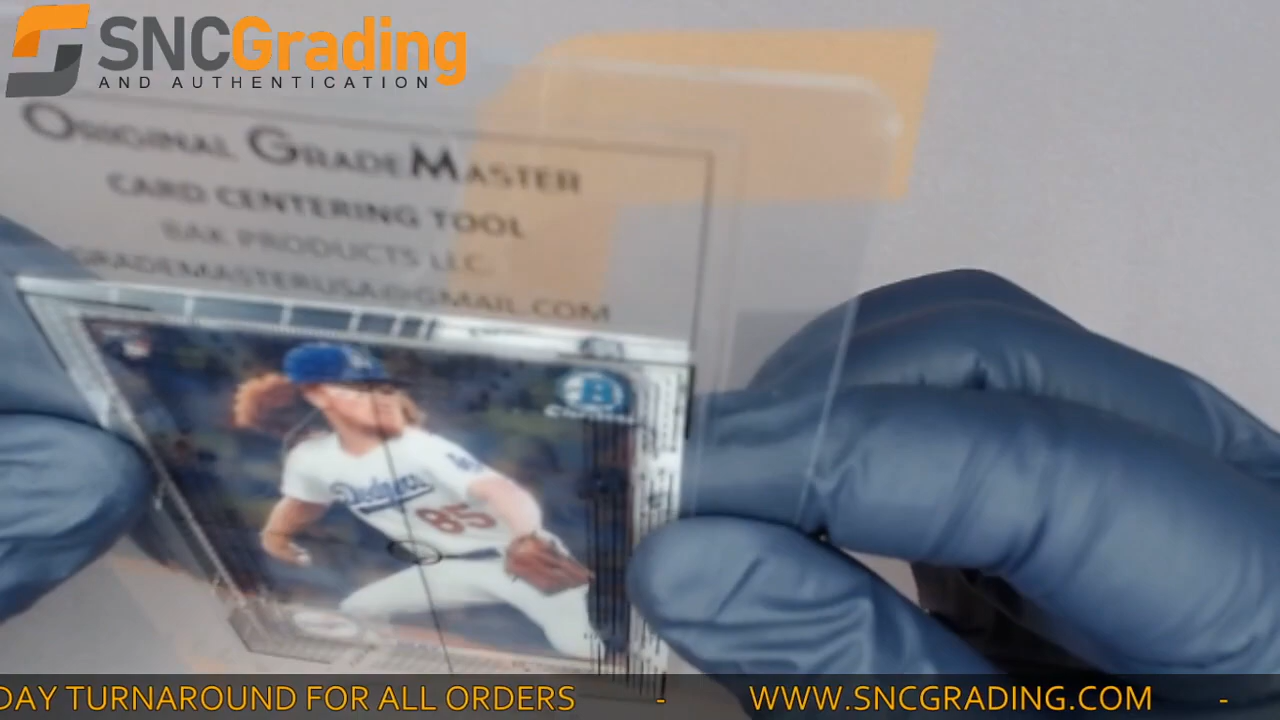 SNCGrading
AND AUTHENTICATION
ORIGINAL GRADEMASTER
CARD CENTERING TOOL
BAK PRODUCTS LLC
GRADEMASTERUSA@GMAIL.COM
B
Dodgers
85
DAY TURNAROUND FOR ALL ORDERS - WWW.SNCGRADING.COM -